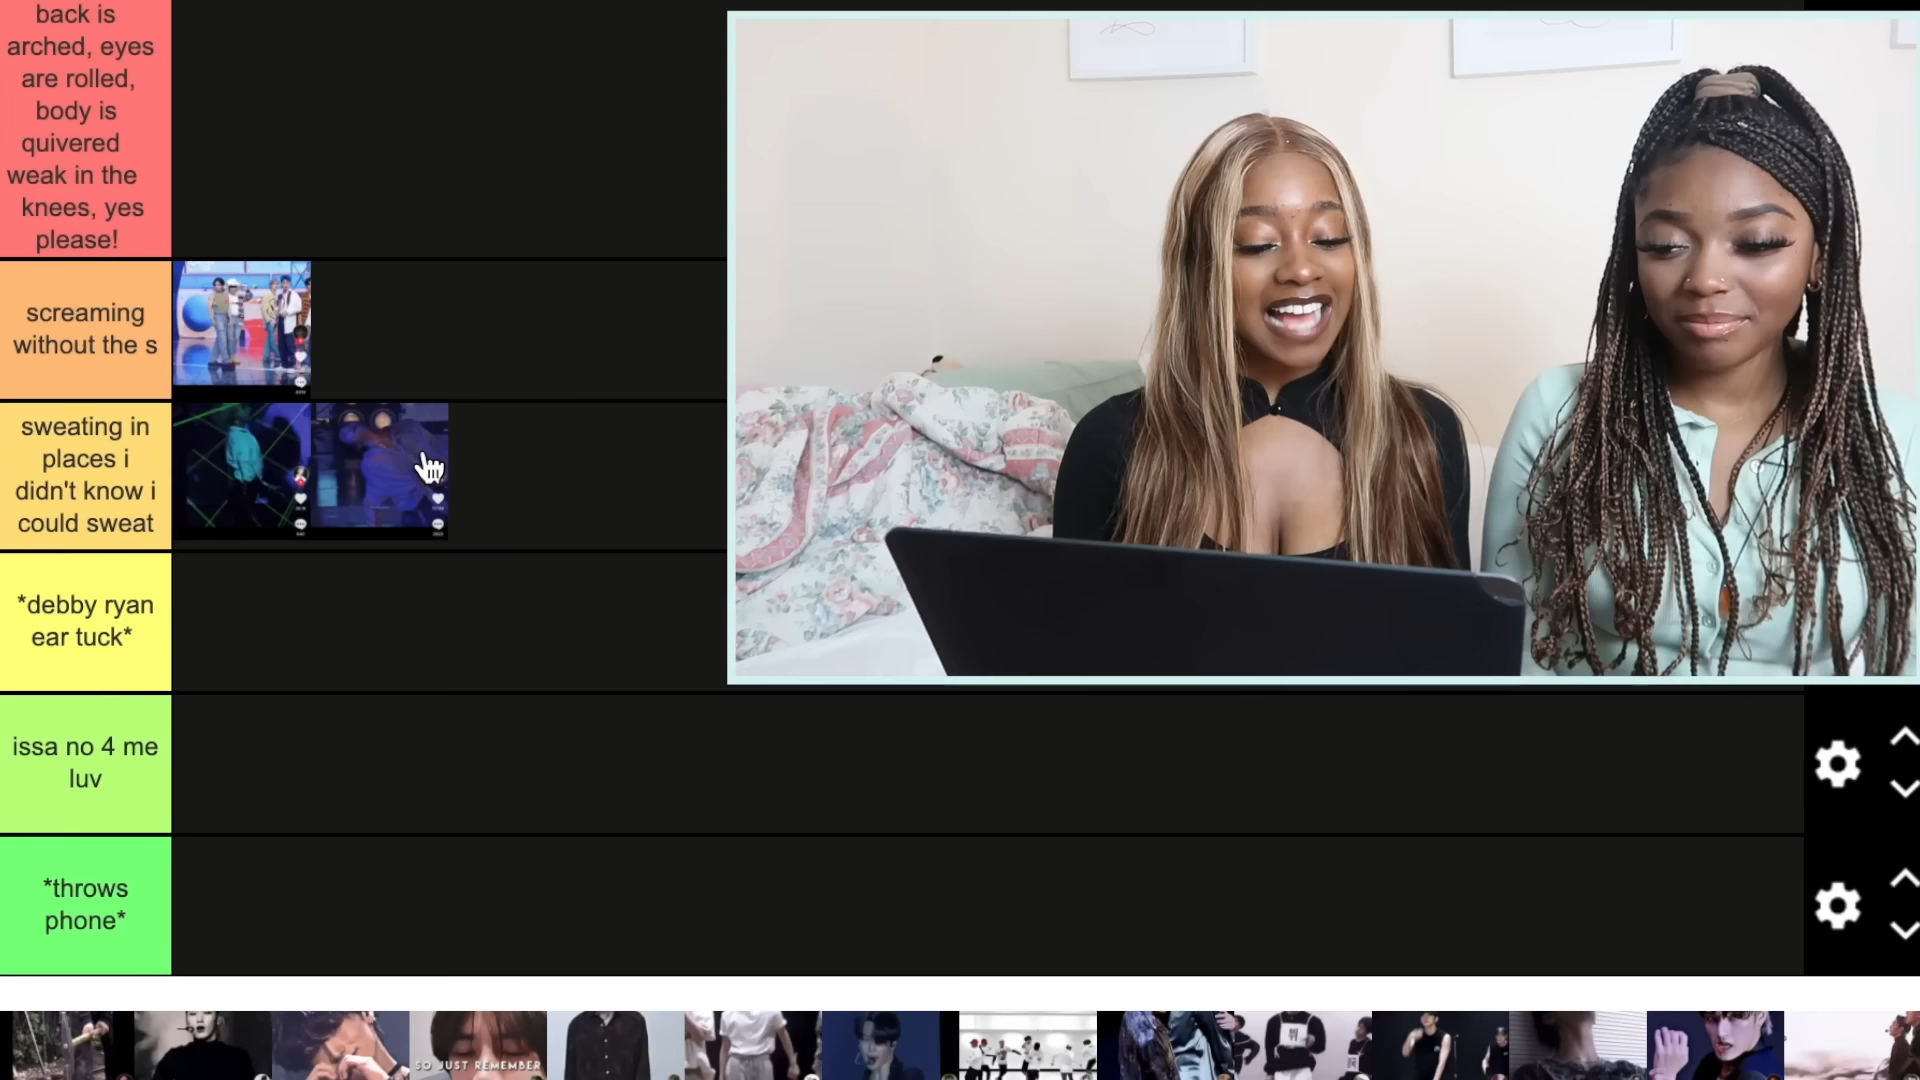 back is
arched, eyes
are rolled,
body is
quivered
weak in the
knees, yes
please!
screaming
without the s
sweating in
places i
didn't know i
could sweat
*debby ryan
ear tuck*
issa no 4 me
luv
*throws
phone*
SO JUST REMEMBER
뭐